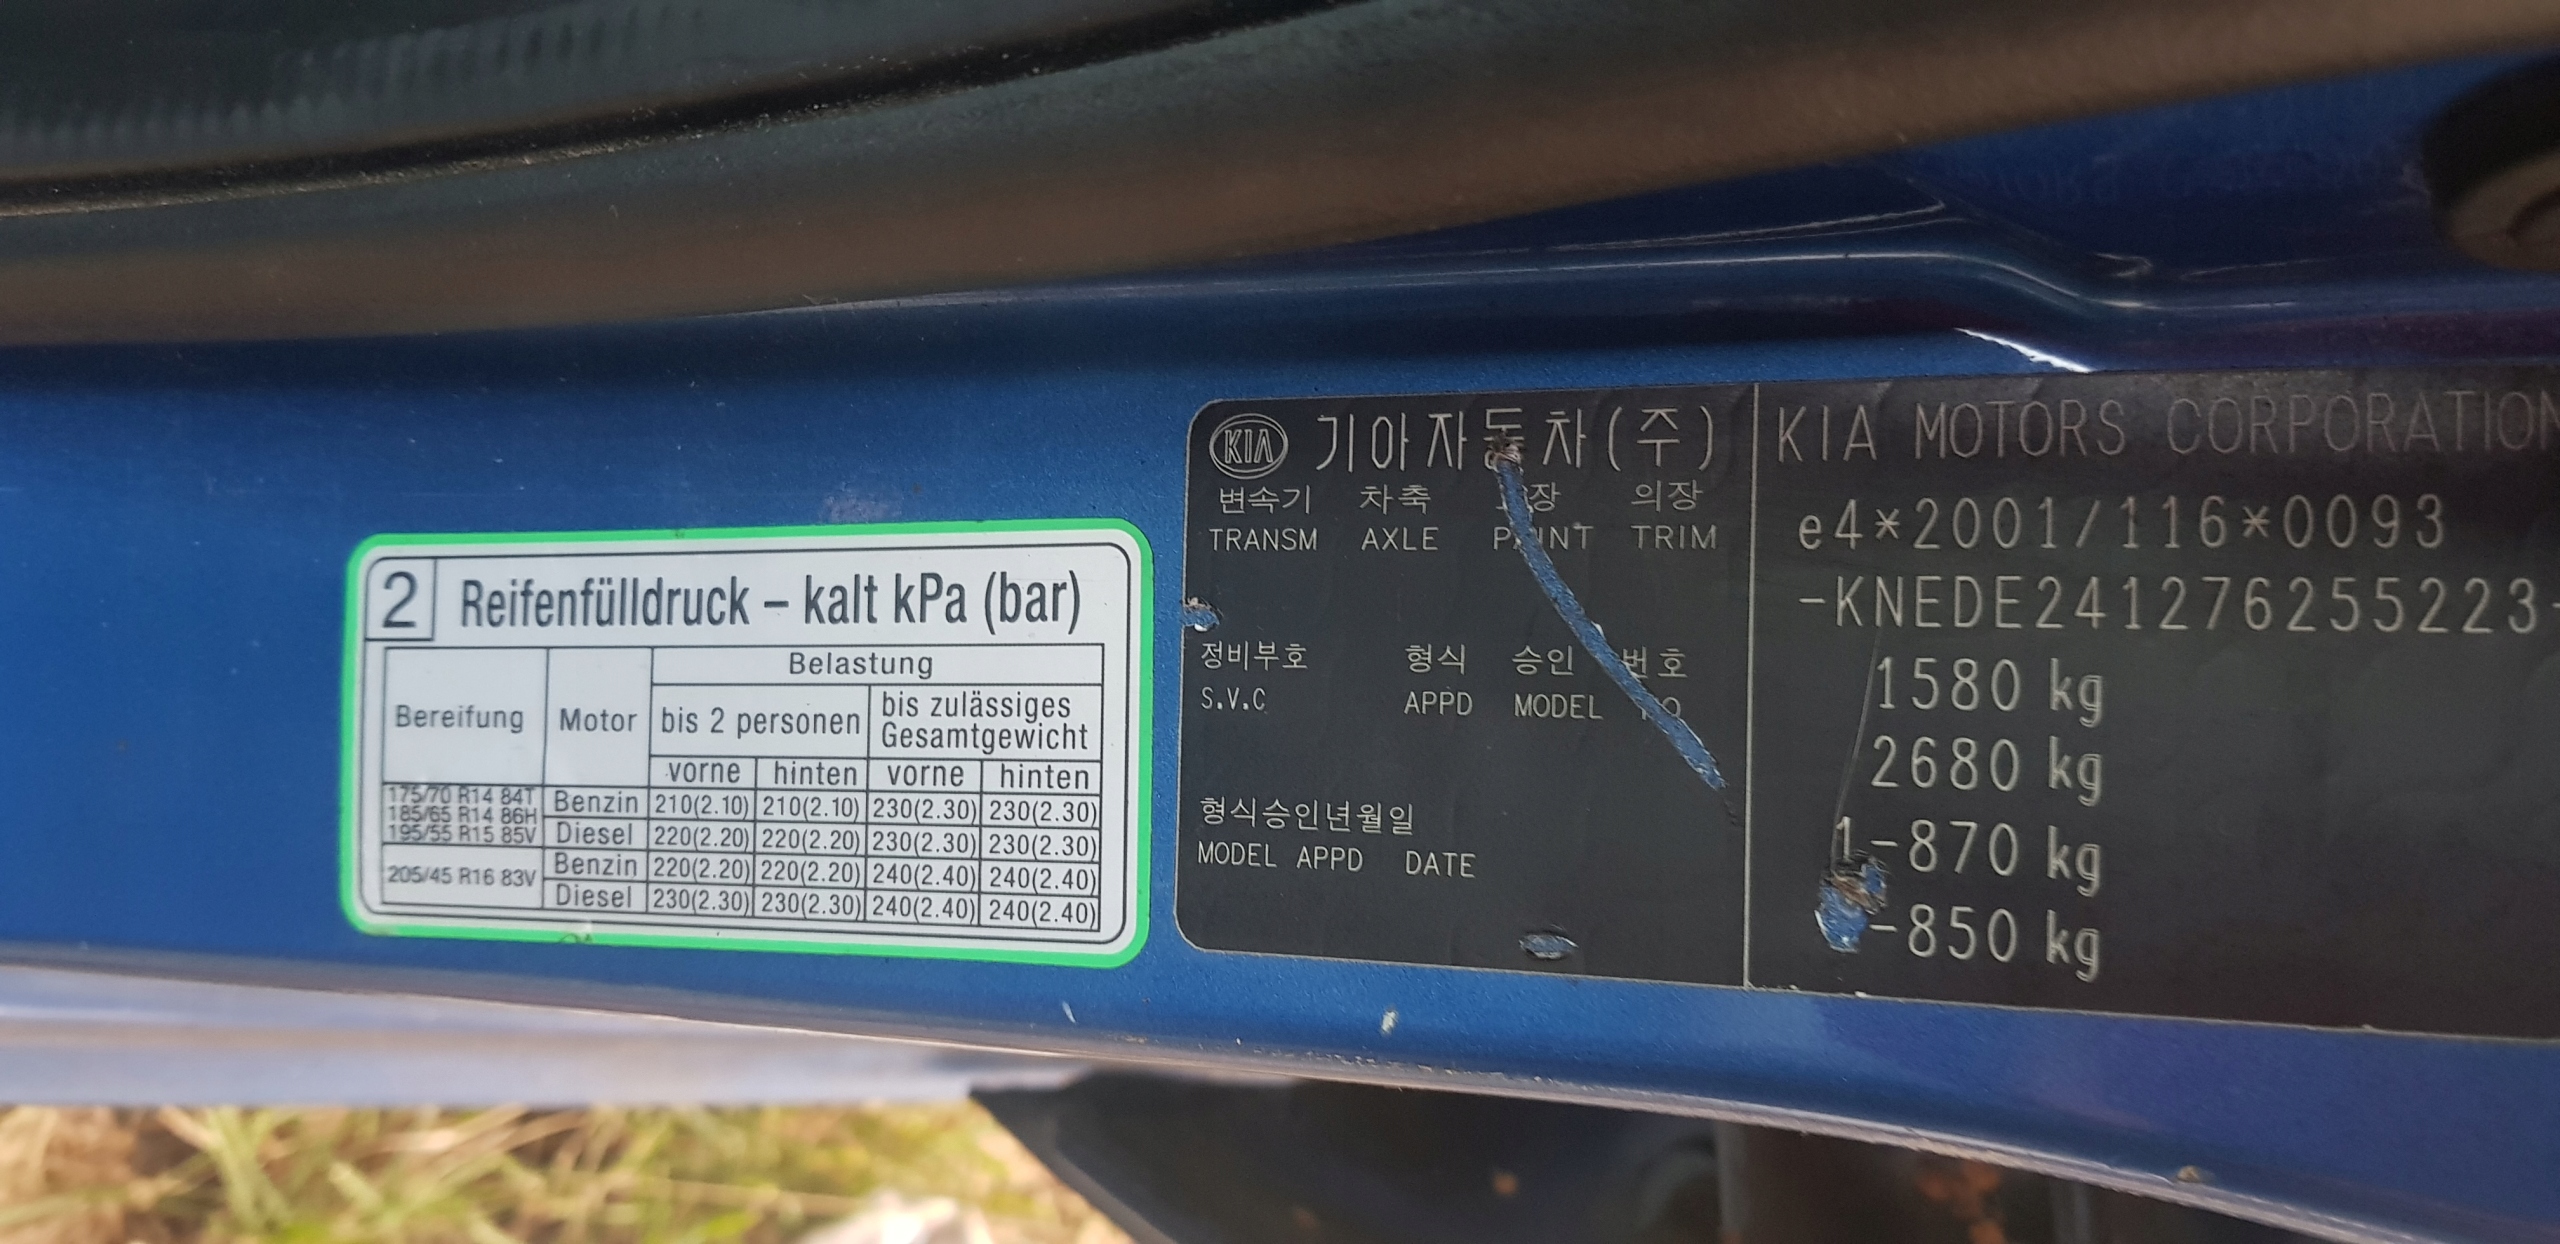 2 Reifenfülldruck – kalt kPa (bar)
Bereifung Motor Belastung
bis 2 personen bis zulässiges Gesamtgewicht
vorne hinten vorne hinten
175/70 R14 84T
185/65 R14 86H
195/55 R15 85V
Benzin 210(2.10) 210(2.10) 230(2.30) 230(2.30)
Diesel 220(2.20) 220(2.20) 230(2.30) 230(2.30)
205/45 R16 83V
Benzin 220(2.20) 220(2.20) 240(2.40) 240(2.40)
Diesel 230(2.30) 230(2.30) 240(2.40) 240(2.40)
KIA 기아자동차(주)
변속기 차축 의장
TRANSM AXLE PAINT TRIM
정비부호 형식 승인 번호
S.V.C APPD MODEL NO
형식승인년월일
MODEL APPD DATE
KIA MOTORS CORPORATION
e4*2001/116*0093
-KNEDE241276255223-
1580 kg
2680 kg
1-870 kg
-850 kg